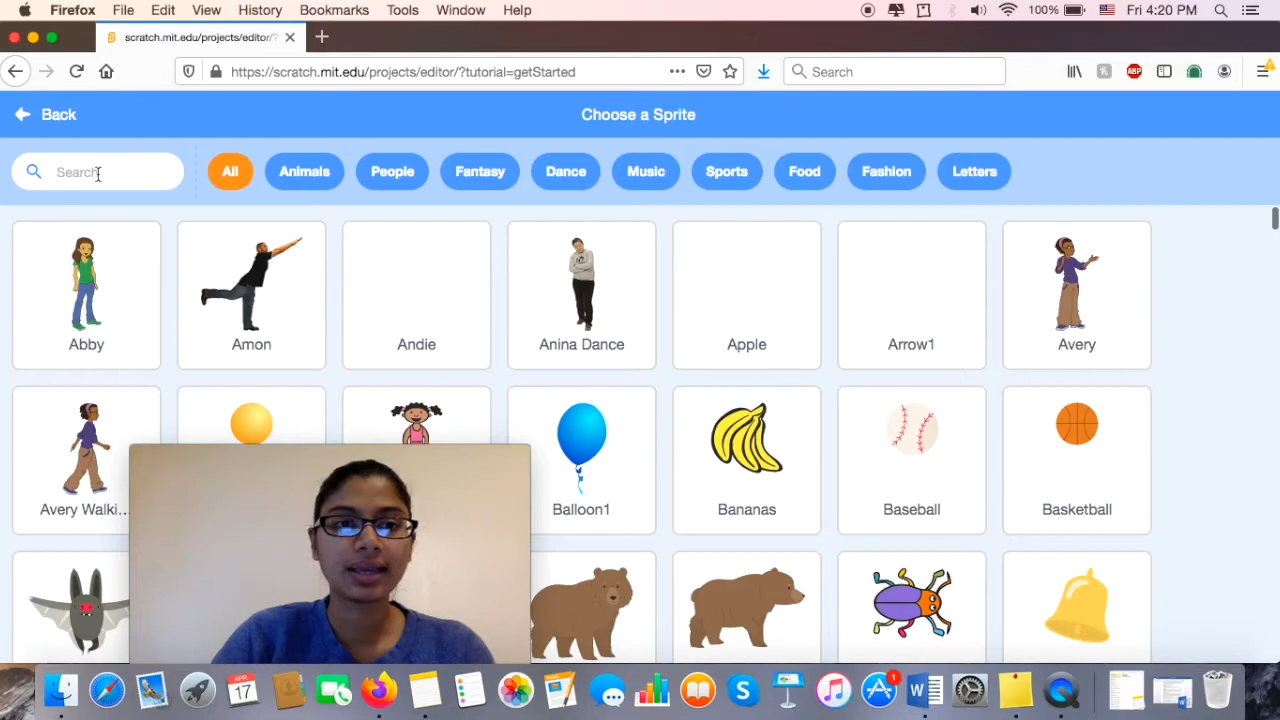 Firefox File Edit View History Bookmarks Tools Window Help 100% Fri 4:20 PM
scratch.mit.edu/projects/editor/?
https://scratch.mit.edu/projects/editor/?tutorial=getStarted Search
Back Choose a Sprite
Search All Animals People Fantasy Dance Music Sports Food Fashion Letters
Abby Amon Andie Anina Dance Apple Arrow1 Avery
Avery Walki... Balloon1 Bananas Baseball Basketball
ABP
APR
17
1